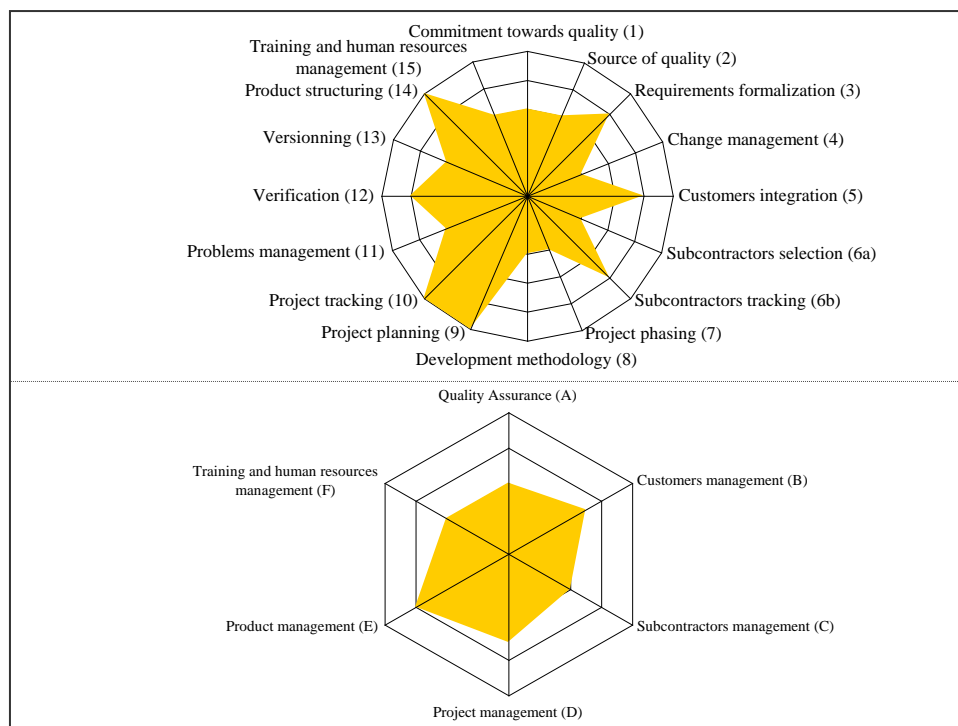 Commitment towards quality (1)
Training and human resources
management (15)
Source of quality (2)
Product structuring (14)
Requirements formalization (3)
Versionning (13)
Change management (4)
Verification (12)
Customers integration (5)
Problems management (11)
Subcontractors selection (6a)
Project tracking (10)
Subcontractors tracking (6b)
Project planning (9)
Project phasing (7)
Development methodology (8)
Quality Assurance (A)
Training and human resources
management (F)
Customers management (B)
Product management (E)
Subcontractors management (C)
Project management (D)